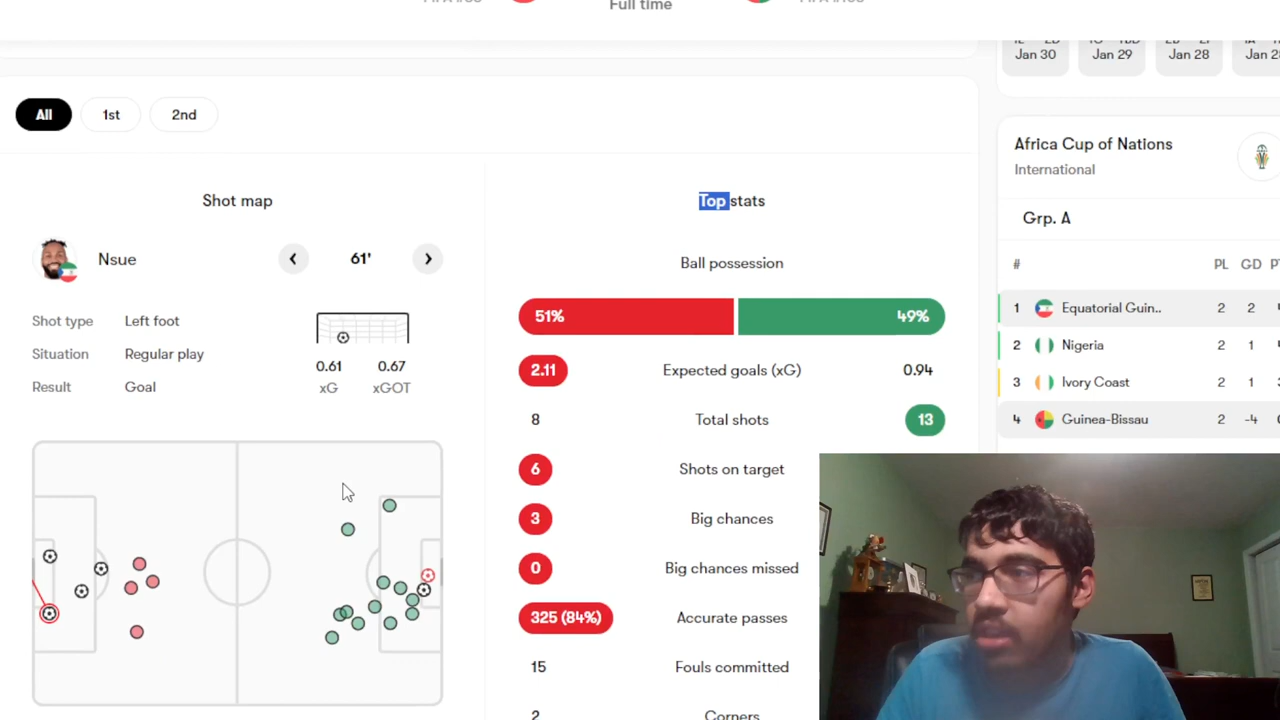 Full time
Jan 30
Jan 29
Jan 28
All
1st
2nd
Shot map
Nsue
61'
Shot type
Left foot
Situation
Regular play
Result
Goal
0.61
0.67
xG
xGOT
Top stats
Ball possession
51%
49%
2.11
Expected goals (xG)
0.94
8
Total shots
13
6
Shots on target
3
Big chances
0
Big chances missed
325 (84%)
Accurate passes
15
Fouls committed
2
Corners
Africa Cup of Nations
International
Grp. A
# PL GD
1 Equatorial Guin.. 2 2
2 Nigeria 2 1
3 Ivory Coast 2 1
4 Guinea-Bissau 2 -4